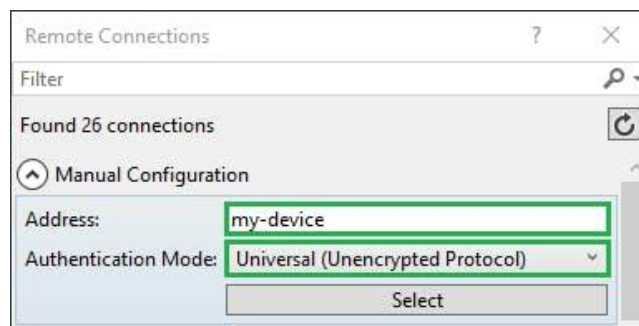 Remote Connections ?
Filter
Found 26 connections
Manual Configuration
Address: my-device
Authentication Mode: Universal (Unencrypted Protocol)
Select